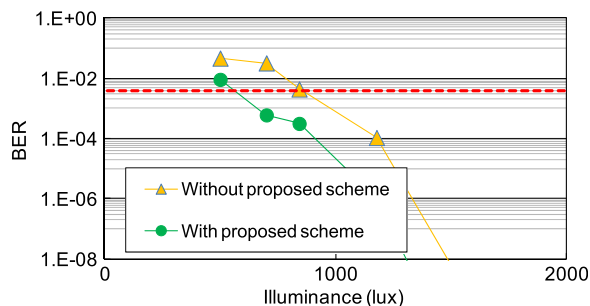 1.E+00
1.E-02
1.E-04
1.E-06
1.E-08
BER
Without proposed scheme
With proposed scheme
0
1000
2000
Illuminance (lux)